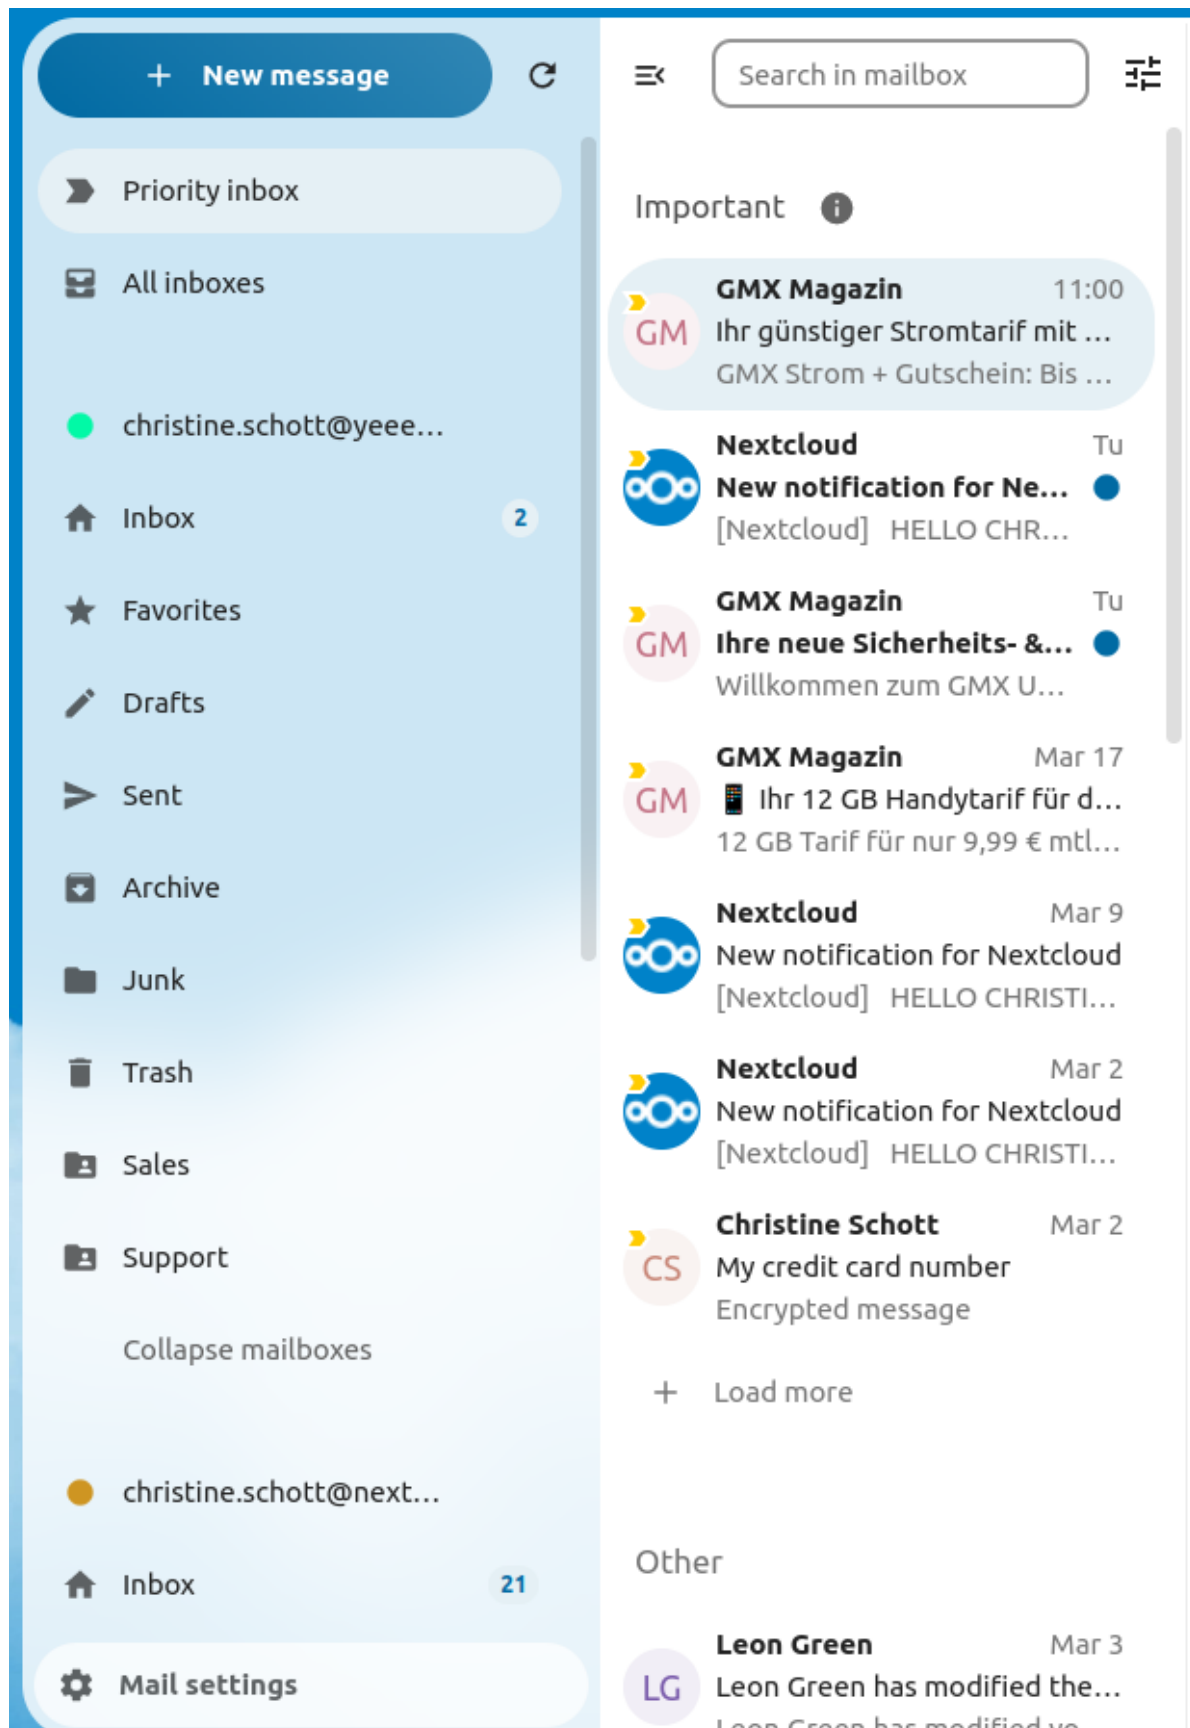 + New message
Priority inbox
All inboxes
christine.schott@yeee...
Inbox 2
Favorites
Drafts
Sent
Archive
Junk
Trash
Sales
Support
Collapse mailboxes
christine.schott@next...
Inbox 21
Mail settings
Search in mailbox
Important
GM
GMX Magazin 11:00
Ihr günstiger Stromtarif mit ...
GMX Strom + Gutschein: Bis ...
Nextcloud Tu
New notification for Ne...
[Nextcloud] HELLO CHR...
GM
GMX Magazin Tu
Ihre neue Sicherheits- &...
Willkommen zum GMX U...
GM
GMX Magazin Mar 17
📱 Ihr 12 GB Handytarif für d...
12 GB Tarif für nur 9,99 € mtl...
Nextcloud Mar 9
New notification for Nextcloud
[Nextcloud] HELLO CHRISTI...
Nextcloud Mar 2
New notification for Nextcloud
[Nextcloud] HELLO CHRISTI...
CS
Christine Schott Mar 2
My credit card number
Encrypted message
+ Load more
Other
LG
Leon Green Mar 3
Leon Green has modified the...
Leon Green has modified yo...